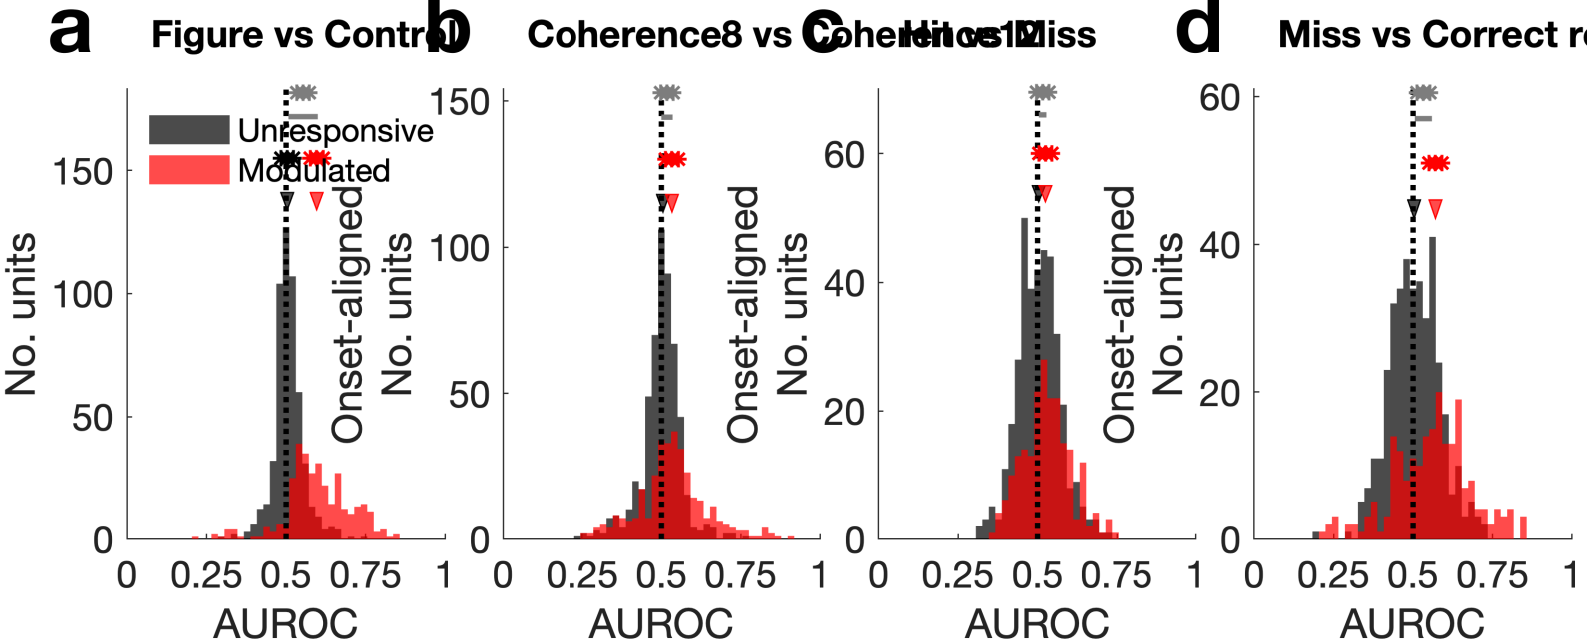 a Figure vs Control
b Coherence8 vs Coherence12
c Hit vs Miss
d Miss vs Correct re
Unresponsive
Modulated
No. units
150
100
50
0
0 0.25 0.5 0.75 1
AUROC
Onset-aligned
No. units
150
100
50
0
0 0.25 0.5 0.75 1
AUROC
Onset-aligned
No. units
60
40
20
0
0 0.25 0.5 0.75 1
AUROC
Onset-aligned
No. units
60
40
20
0
0 0.25 0.5 0.75 1
AUROC